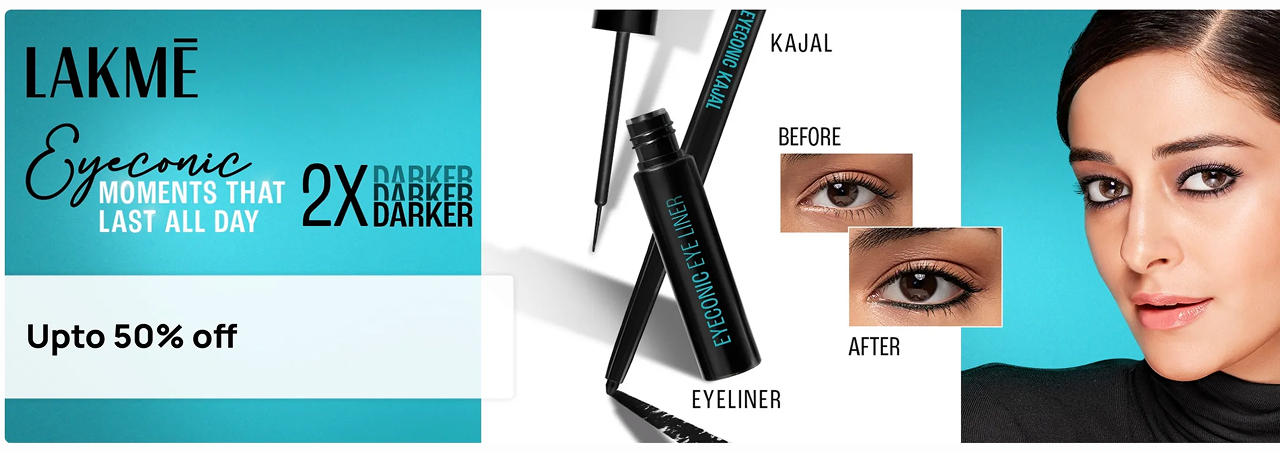 LAKMĒ
Eyeconic
MOMENTS THAT
LAST ALL DAY
2X DARKER
DARKER
DARKER
Upto 50% off
EYECONIC KAJAL
KAJAL
EYECONIC EYE LINER
EYELINER
BEFORE
AFTER